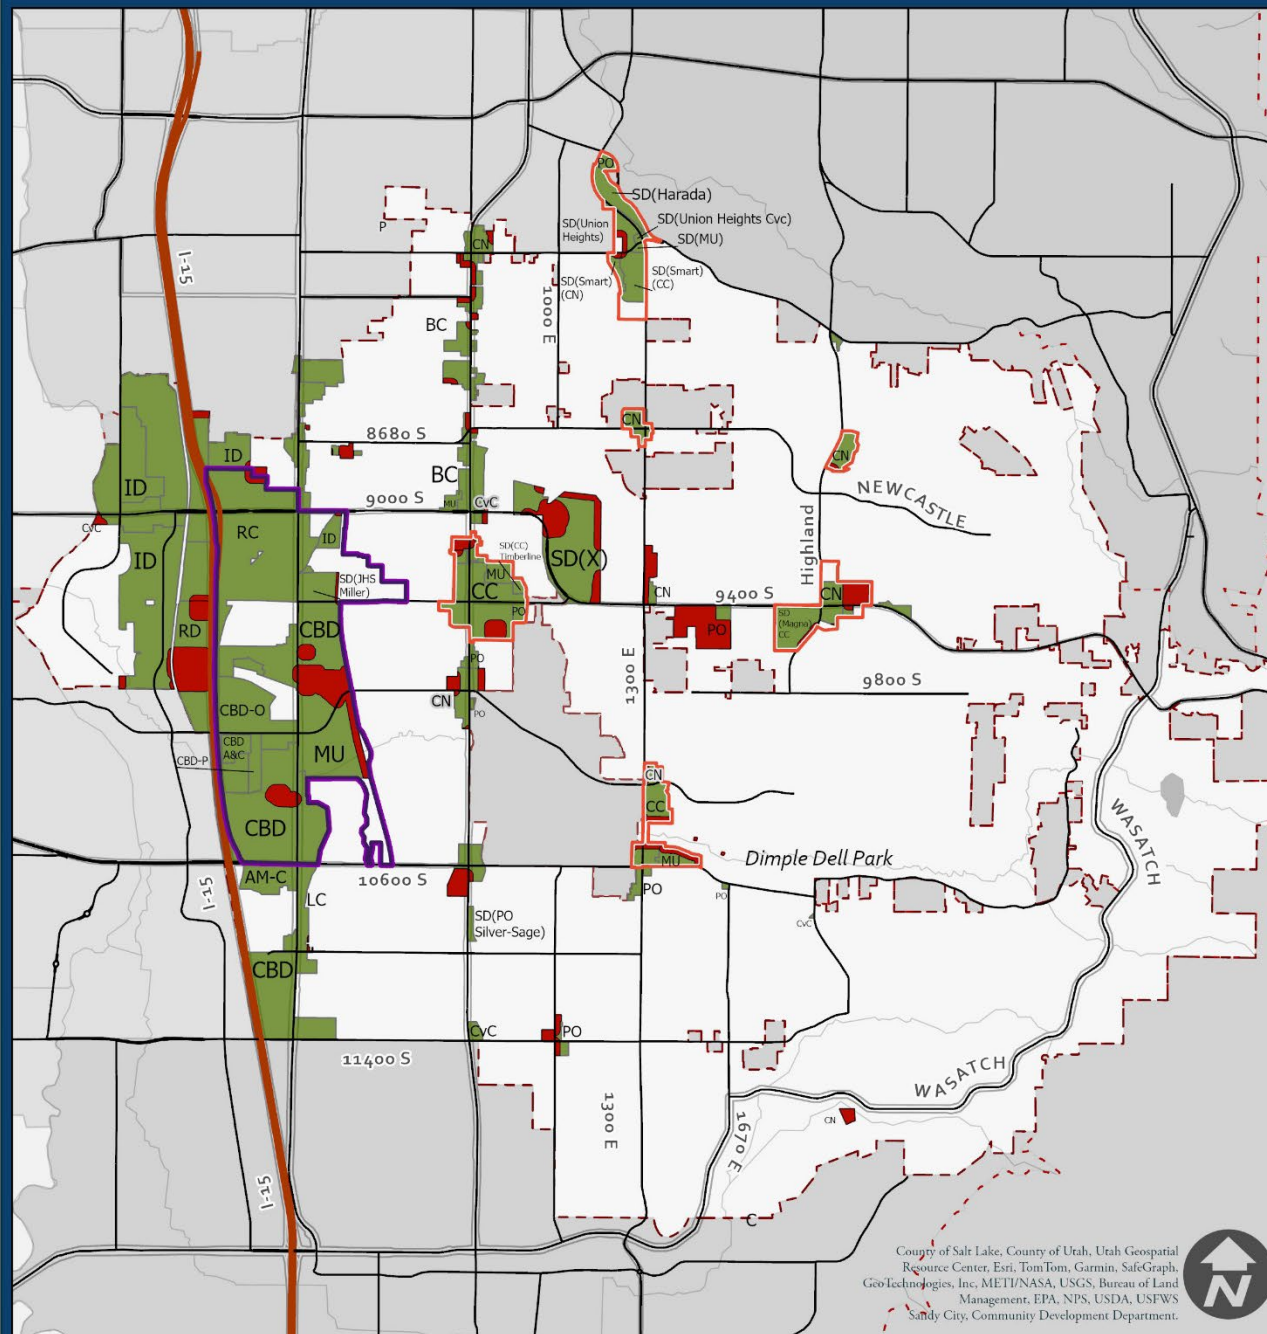 PO
SD(Harada)
SD(Union
Heights)
SD(Union Heights Cvc)
SD(MU)
P
CN
I-15
SD(Smart)
(CN)
SD(Smart)
(CC)
1000 E
BC
CN
8680 S
ID
CN
BC
ID
9000 S
MU
CvC
NEWCASTLE
CvC
RC
ID
SD(CC)
Timberline
SD(X)
Highland
ID
SD(JHS
Miller)
MU
CC
PO
CN
9400 S
CN
RD
CBD
PO
SD
(Magna)
CC
PO
1300 E
9800 S
CN
PO
CBD-O
CBD
A&C
MU
CBD-P
CN
CC
WASATCH
CBD
MU
Dimple Dell Park
AM-C
10600 S
PO
PO
I-15
LC
SD(PO
Silver-Sage)
CvC
CBD
CvC
PO
11400 S
WASATCH
1300 E
1670 E
CN
I-15
C
County of Salt Lake, County of Utah, Utah Geospatial
Resource Center, Esri, TomTom, Garmin, SafeGraph,
GeoTechnologies, Inc, METI/NASA, USGS, Bureau of Land
Management, EPA, NPS, USDA, USFWS
Sandy City, Community Development Department.
N